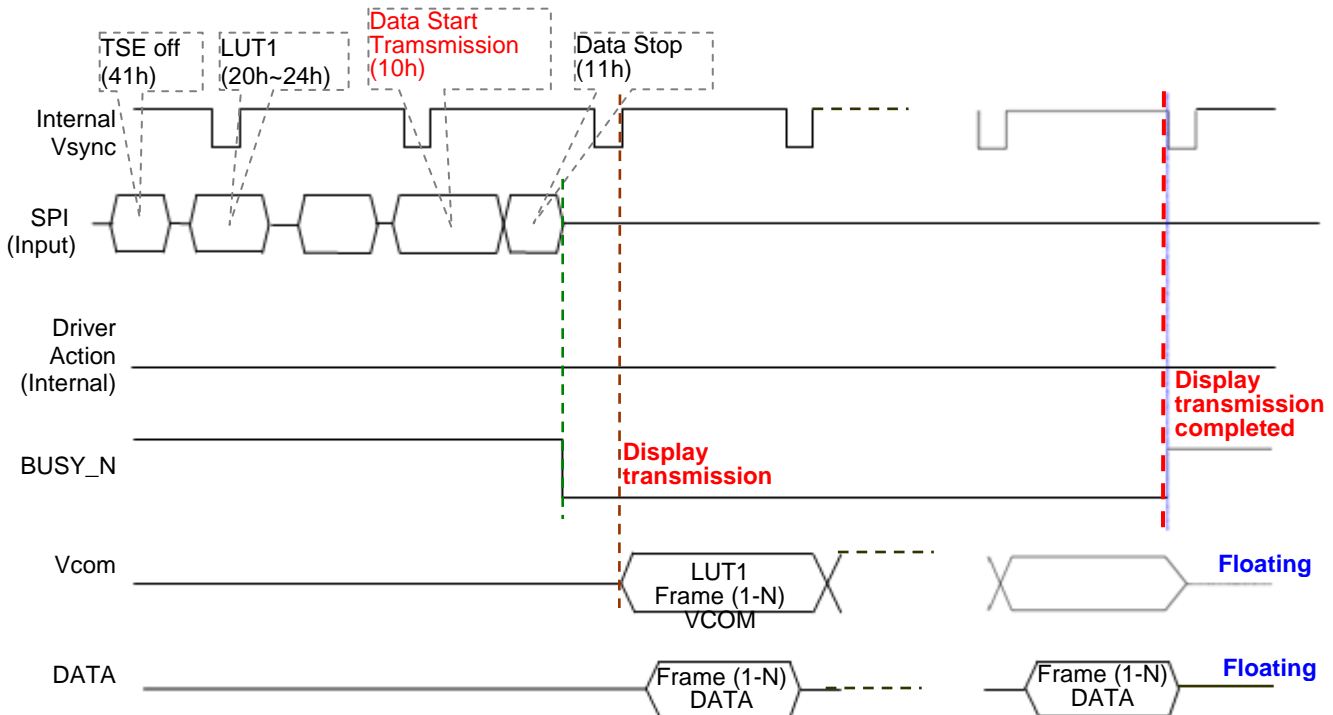 TSE off
(41h)
LUT1
(20h~24h)
Data Start
Tramsmission
(10h)
Data Stop
(11h)
Internal
Vsync
SPI
(Input)
Driver
Action
(Internal)
Display
transmission
completed
BUSY_N
Display
transmission
Vcom
LUT1
Frame (1-N)
VCOM
Floating
DATA
Frame (1-N)
DATA
Frame (1-N)
DATA
Floating